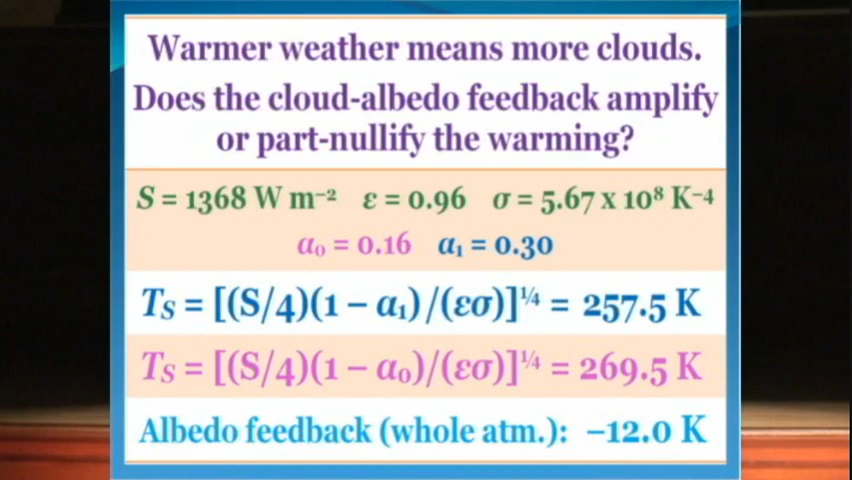 Warmer weather means more clouds.
Does the cloud-albedo feedback amplify
or part-nullify the warming?
S = 1368 W m⁻² ε = 0.96 σ = 5.67 x 10⁸ K⁻⁴
α₀ = 0.16 α₁ = 0.30
Tₛ = [(S/4)(1 – α₁)/(εσ)]¼ = 257.5 K
Tₛ = [(S/4)(1 – α₀)/(εσ)]¼ = 269.5 K
Albedo feedback (whole atm.): –12.0 K